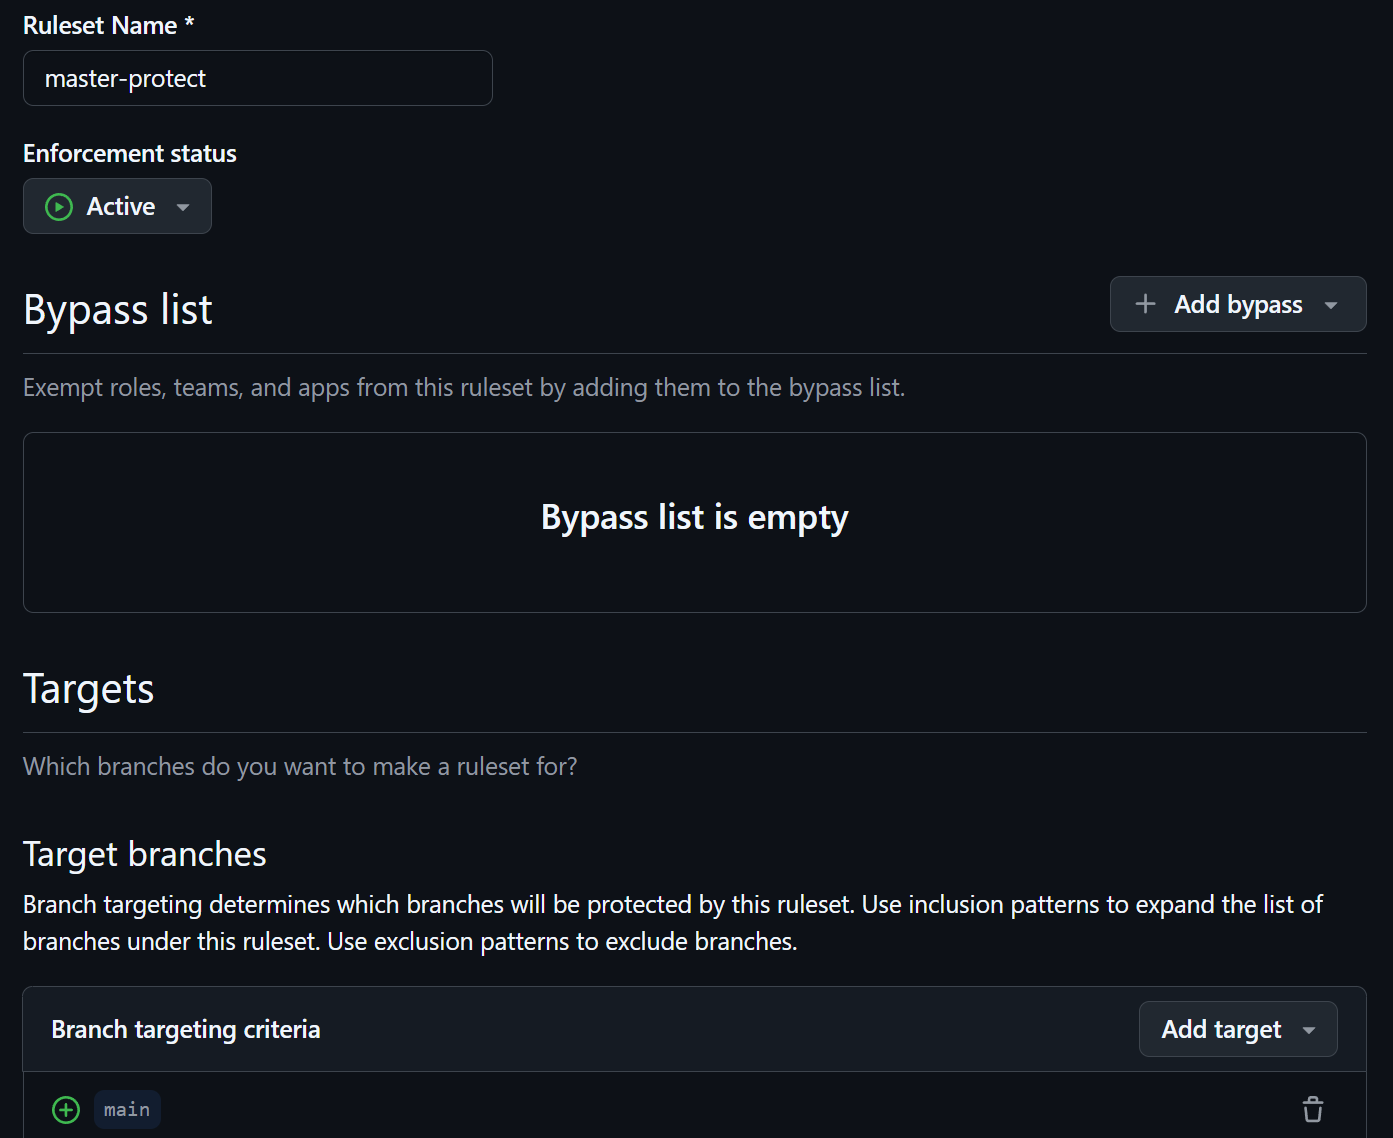 Ruleset Name *
master-protect
Enforcement status
Active
Bypass list
Add bypass
Exempt roles, teams, and apps from this ruleset by adding them to the bypass list.
Bypass list is empty
Targets
Which branches do you want to make a ruleset for?
Target branches
Branch targeting determines which branches will be protected by this ruleset. Use inclusion patterns to expand the list of
branches under this ruleset. Use exclusion patterns to exclude branches.
Branch targeting criteria
Add target
main